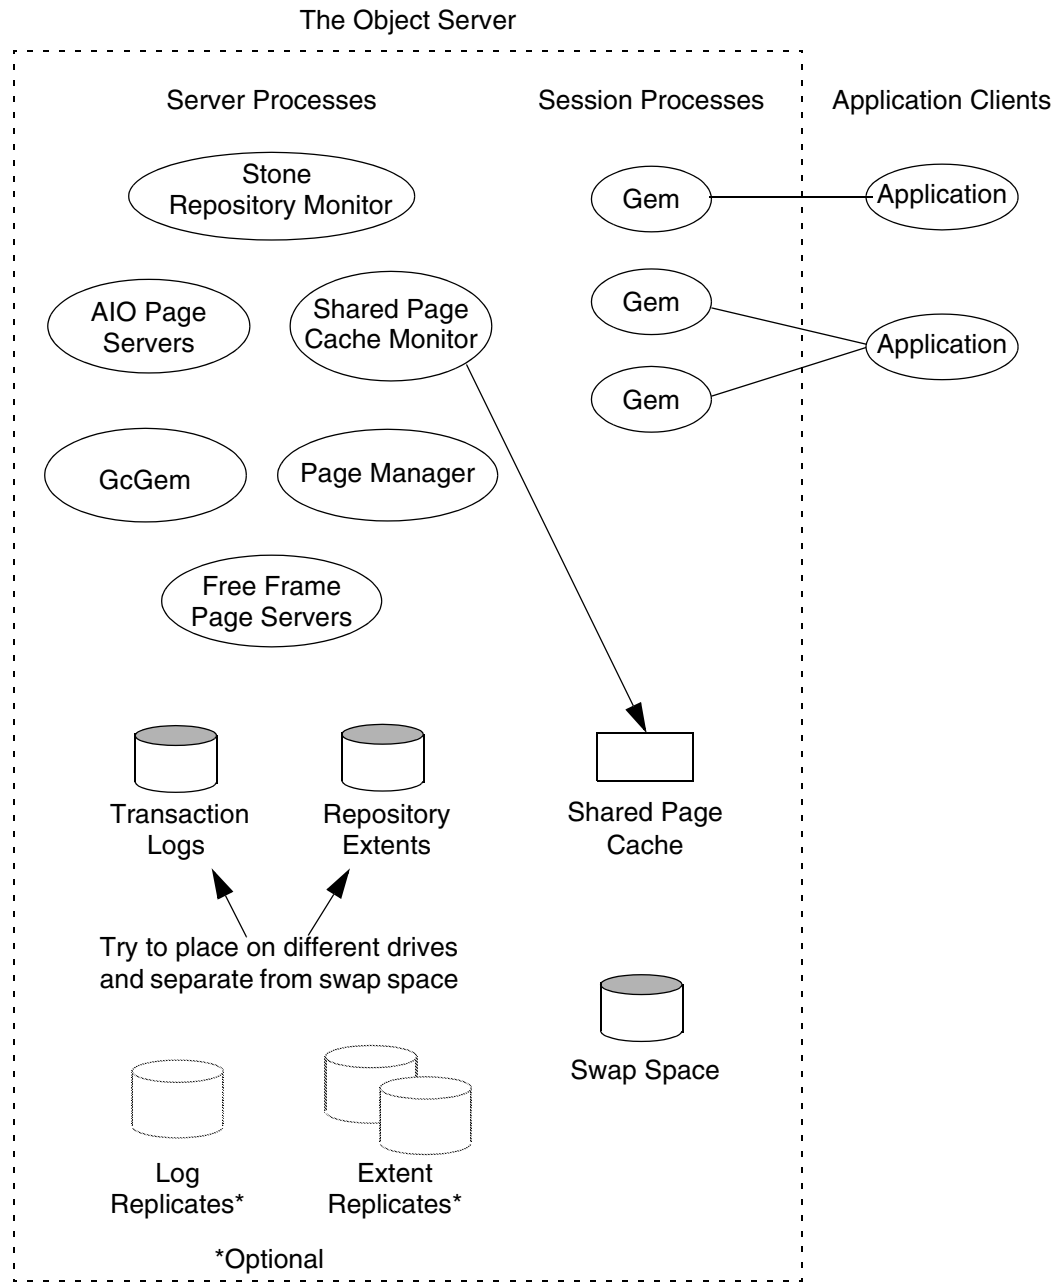 The Object Server
Server Processes
Session Processes
Application Clients
Stone
Repository Monitor
Gem
Application
AIO Page
Servers
Shared Page
Cache Monitor
Gem
Application
Gem
GcGem
Page Manager
Free Frame
Page Servers
Transaction
Logs
Repository
Extents
Shared Page
Cache
Try to place on different drives
and separate from swap space
Swap Space
Log
Replicates*
Extent
Replicates*
*Optional